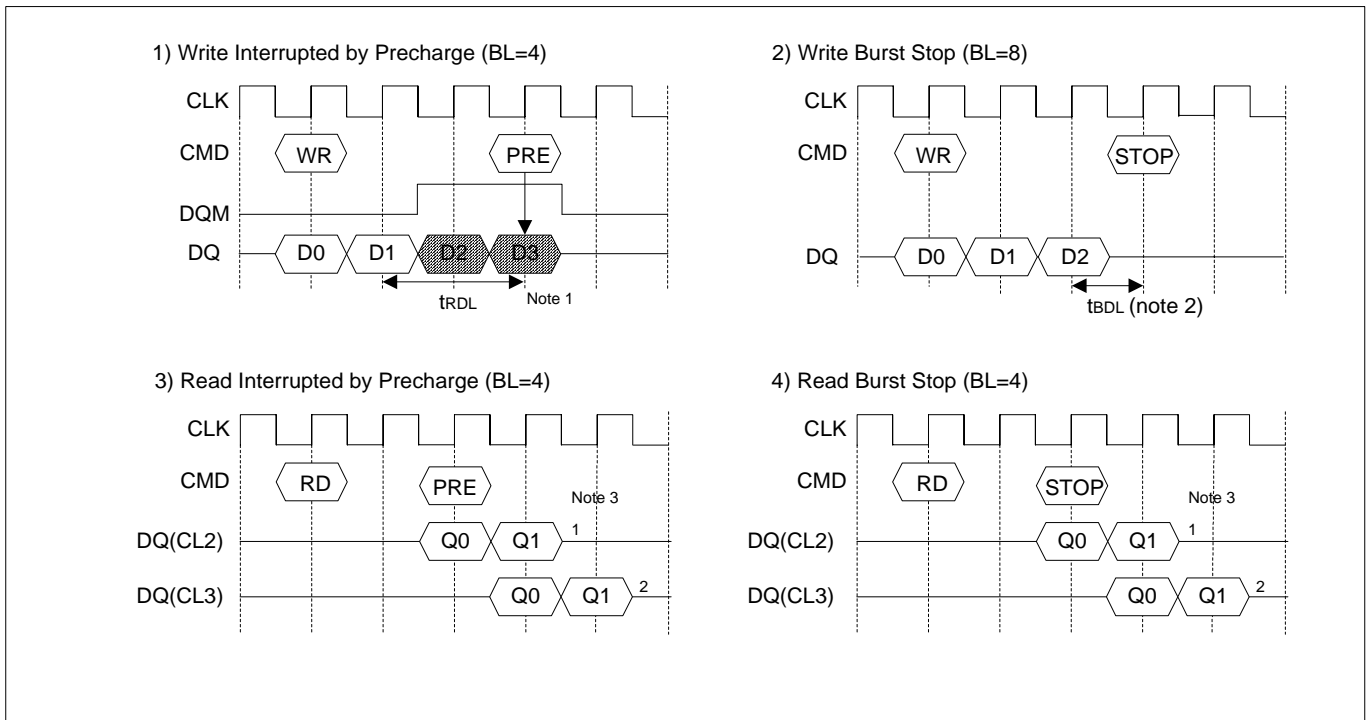 1) Write Interrupted by Precharge (BL=4)
CLK
CMD
WR
PRE
DQM
DQ
D0
D1
D2
D3
tRDL
Note 1
2) Write Burst Stop (BL=8)
CLK
CMD
WR
STOP
DQ
D0
D1
D2
tBDL (note 2)
3) Read Interrupted by Precharge (BL=4)
CLK
CMD
RD
PRE
Note 3
DQ(CL2)
Q0
Q1
1
DQ(CL3)
Q0
Q1
2
4) Read Burst Stop (BL=4)
CLK
CMD
RD
STOP
Note 3
DQ(CL2)
Q0
Q1
1
DQ(CL3)
Q0
Q1
2